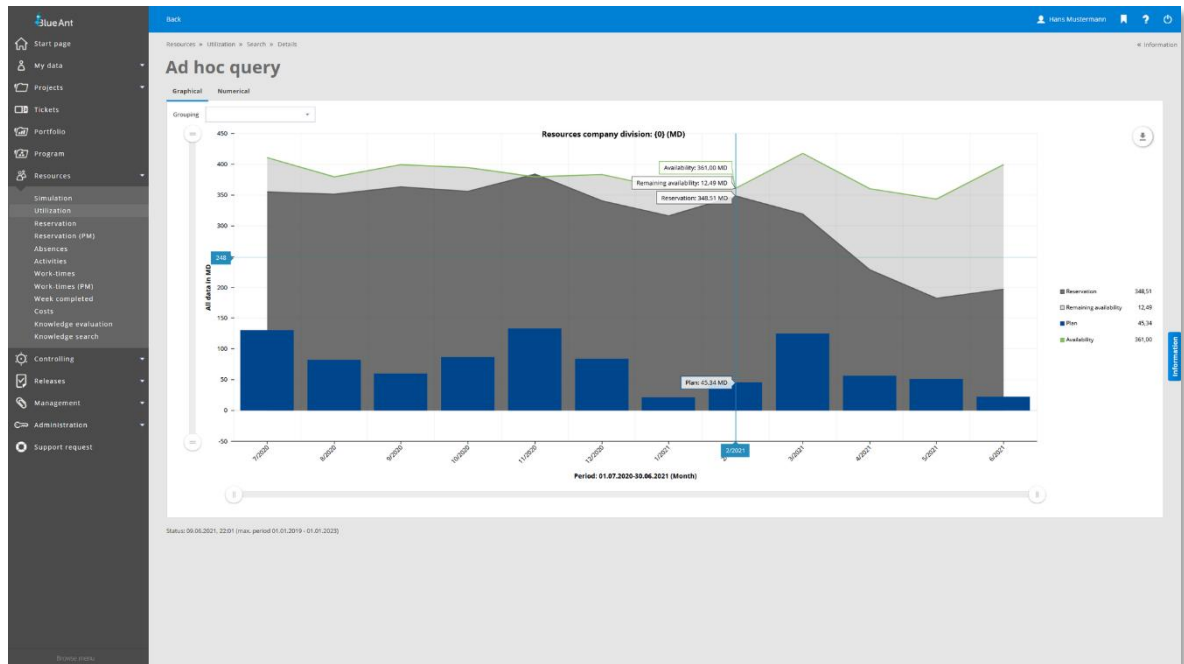 BlueAnt
Back
Hans Mustermann
?
Start page
My data
Projects
Tickets
Portfolio
Program
Resources
Simulation
Utilization
Reservation
Reservation (PM)
Absences
Activities
Work-times
Work-times (PM)
Week completed
Costs
Knowledge evaluation
Knowledge search
Controlling
Releases
Management
Administration
Support request
Browse menu
Resources » Utilization » Search » Details
« Information
Ad hoc query
Graphical Numerical
Grouping
Resources company division: {0} (MD)
450
400
350
300
248
200
150
100
50
0
-50
All data in MD
Availability: 361,00 MD
Remaining availability: 12,49 MD
Reservation: 348,51 MD
Plan: 45,34 MD
7/2020 8/2020 9/2020 10/2020 11/2020 12/2020 1/2021 2/2021 3/2021 4/2021 5/2021 6/2021
Period: 01.07.2020-30.06.2021 (Month)
Reservation 348,51
Remaining availability 12,49
Plan 45,34
Availability 361,00
Information
Status: 09.06.2021, 22:01 (max. period 01.01.2019 - 01.01.2023)